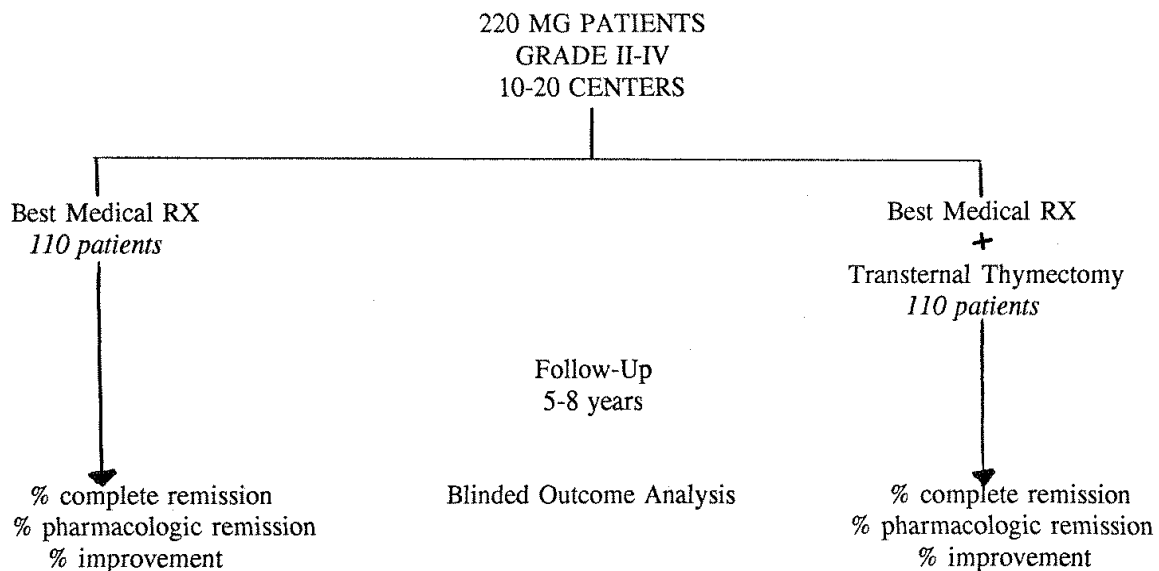 220 MG PATIENTS
GRADE II-IV
10-20 CENTERS
Best Medical RX
110 patients
Best Medical RX
+
Transternal Thymectomy
110 patients
Follow-Up
5-8 years
Blinded Outcome Analysis
% complete remission
% pharmacologic remission
% improvement
% complete remission
% pharmacologic remission
% improvement